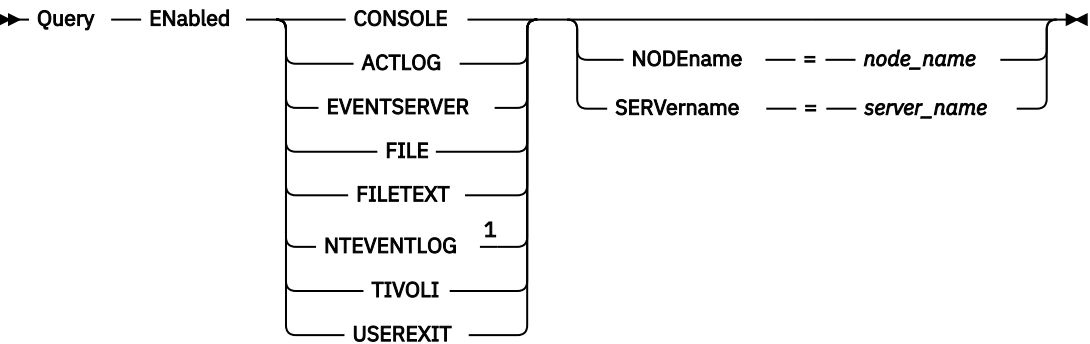 Query ENabled CONSOLE
ACTLOG NODEname = node_name
EVENTSERVER SERVername = server_name
FILE
FILETEXT
NTEVENTLOG 1
TIVOLI
USEREXIT